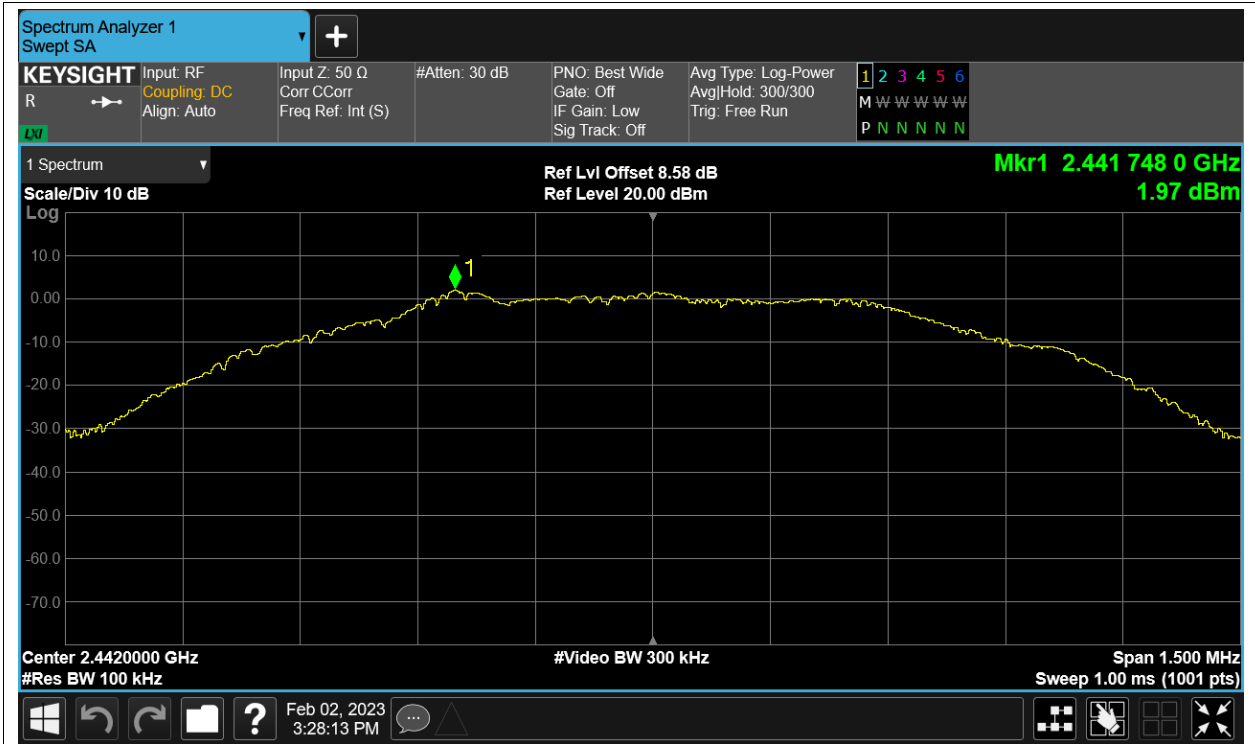 Spectrum Analyzer 1
Swept SA
KEYSIGHT
R
LXI
Input: RF
Coupling: DC
Align: Auto
Input Z: 50 Ω
Corr CCorr
Freq Ref: Int (S)
#Atten: 30 dB
PNO: Best Wide
Gate: Off
IF Gain: Low
Sig Track: Off
Avg Type: Log-Power
Avg|Hold: 300/300
Trig: Free Run
1 2 3 4 5 6
M W W W W W
P N N N N N
1 Spectrum
Scale/Div 10 dB
Log
Ref Lvl Offset 8.58 dB
Ref Level 20.00 dBm
Mkr1 2.441 748 0 GHz
1.97 dBm
1
10.0
0.00
-10.0
-20.0
-30.0
-40.0
-50.0
-60.0
-70.0
Center 2.4420000 GHz
#Video BW 300 kHz
Span 1.500 MHz
#Res BW 100 kHz
Sweep 1.00 ms (1001 pts)
?
Feb 02, 2023
3:28:13 PM